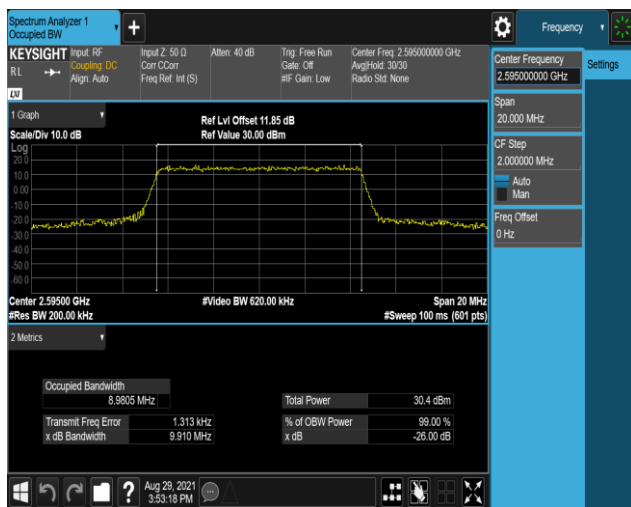 Spectrum Analyzer 1
Occupied BW
Frequency
KEYSIGHT
Input: RF
Coupling: DC
Align: Auto
Input Z: 50 Ω
Corr CCorr
Freq Ref: Int (S)
Atten: 40 dB
Trig: Free Run
Gate: Off
#IF Gain: Low
Center Freq: 2.595000000 GHz
Avg|Hold: 30/30
Radio Std: None
R L
LXI
Center Frequency
2.595000000 GHz
Settings
Span
20.000 MHz
CF Step
2.000000 MHz
Auto
Man
Freq Offset
0 Hz
1 Graph
Scale/Div 10.0 dB
Ref Lvl Offset 11.85 dB
Ref Value 30.00 dBm
Log
20.0
10.0
0.00
-10.0
-20.0
-30.0
-40.0
-50.0
-60.0
Center 2.59500 GHz
#Video BW 620.00 kHz
Span 20 MHz
#Res BW 200.00 kHz
#Sweep 100 ms (601 pts)
2 Metrics
Occupied Bandwidth
8.9805 MHz
Total Power 30.4 dBm
Transmit Freq Error 1.313 kHz
% of OBW Power 99.00 %
x dB Bandwidth 9.910 MHz
x dB -26.00 dB
Aug 29, 2021
3:53:18 PM